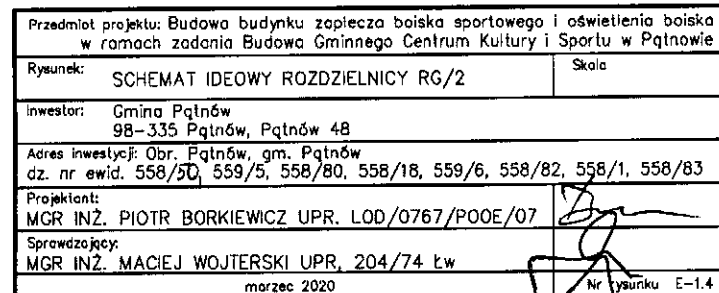 Przedmiot projektu: Budowa budynku zaplecza boiska sportowego i oświetlenia boiska
w ramach zadania Budowa Gminnego Centrum Kultury i Sportu w Pątnowie
Rysunek: SCHEMAT IDEOWY ROZDZIELNICY RG/2 Skala
Inwestor: Gmina Pątnów
98-335 Pątnów, Pątnów 48
Adres inwestycji: Obr. Pątnów, gm. Pątnów
dz. nr ewid. 558/50, 559/5, 558/80, 558/18, 559/6, 558/82, 558/1, 558/83
Projektant:
MGR INŻ. PIOTR BORKIEWICZ UPR. LOD/0767/POOE/07
Sprawdzający:
MGR INŻ. MACIEJ WOJTERSKI UPR, 204/74 Łw
marzec 2020 Nr rysunku E-1.4